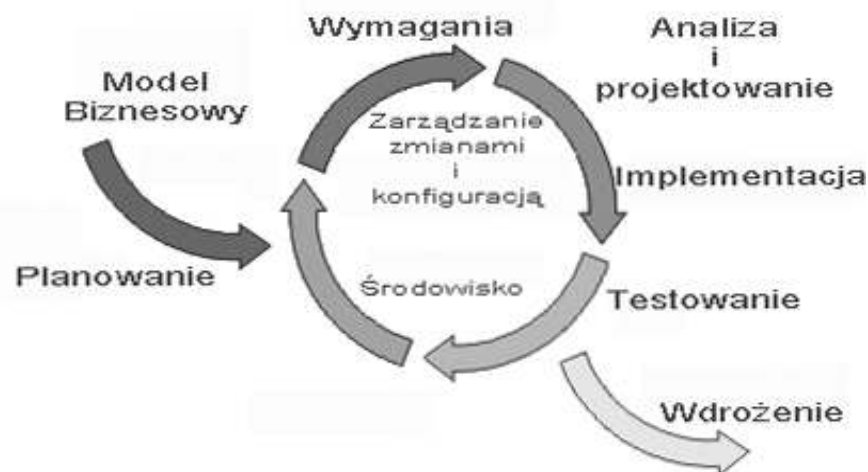 Wymagania
Analiza
i
projektowanie
Model
Biznesowy
Zarządzanie
zmianami
i
konfiguracją
Implementacja
Planowanie
Środowisko
Testowanie
Wdrożenie